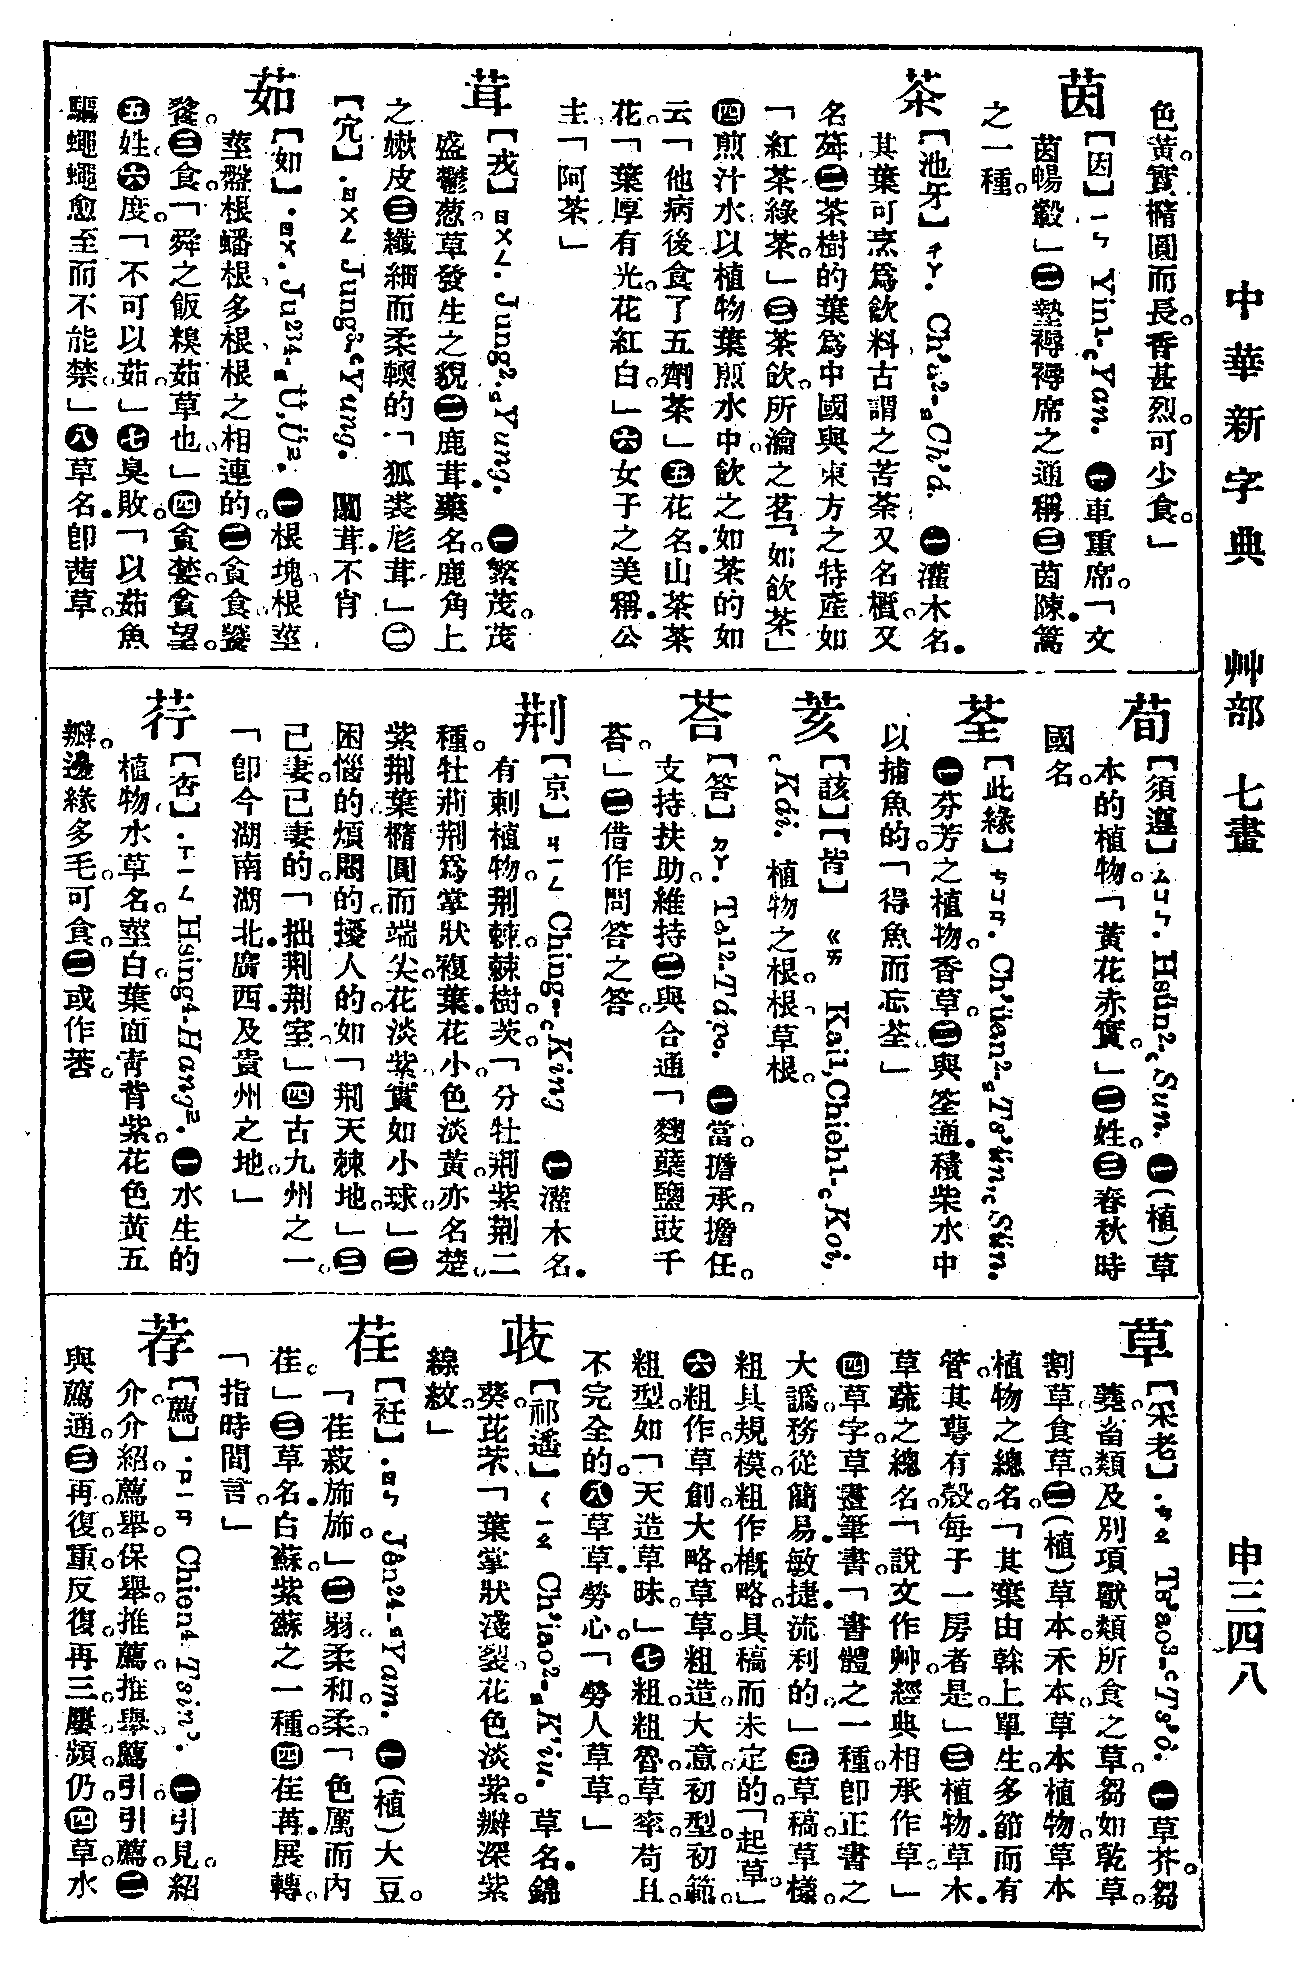 中華新字典　艸部　七畫
申三四八
色黃。實橢圓而長。香甚烈。可少食。」
茵
【因】ㄧㄣ Yin1-꜀Yan. ㊀車重席。「文
茵暢轂」㊁墊褥褥席之通稱㊂茵陳。蒿
之一種。
茶
【池牙】ㄔㄚ. Ch‘a2-Ch‘á. ㊀灌木名.
其葉可烹爲飲料古謂之苦荼又名檟。又
名荈㊁茶樹的葉爲中國與東方之特產如
「紅茶綠茶。」㊂茶飲。所瀹之茗「如飲茶」
㊃煎汁水以植物葉煎水中飲之如茶的如
云「他病後食了五劑茶」㊄花名.山茶茶
花。「葉厚有光。花紅白。」㊅女子之美稱.公
主「阿茶」
茸
【戎】ㄖㄨㄥ. Jung2.Yung. ㊀繁茂。茂
盛鬱葱。草發生之貌㊁鹿茸.藥名。鹿角上
之嫩皮㊂纖細而柔輭的.「狐裘尨茸」㊁
【宂】.ㄖㄨㄥ Jung3-꜂Yung. 闒茸.不肖
茹
【如】.ㄖㄨ. Ju2′4-Ü,Ü². ㊀根塊根莖
莖盤根蟠根多根根之相連的。㊁貪食饕
餮。㊂食。「舜之飯糗茹草也」㊃貪婪。貪望。
㊄姓。㊅度。「不可以茹。」㊆臭敗。「以茹魚
驅蠅蠅愈至而不能禁。」㊇草名.卽茜草。
荀
【須遵】ㄙㄩㄣ. Hsün2-꜀Sun. ㊀(植)草
本的植物。「黃花赤實。」㊁姓。㊂春秋時
國名。
荃
【此緣】ㄘㄩㄢ. Ch‘üan2-Ts‘ün,꜀Sün.
㊀芬芳之植物。香草。㊁與筌通.積柴水中
以捕魚的。「得魚而忘荃。」
荄
【該】【皆】 ㄍㄞ Kai1,Chieh1-꜀Koi,
꜀Kái. 植物之根。根草根。
荅
【答】ㄉㄚ. Ta12-Táp. ㊀當。擔承擔任。
支持扶助。維持㊁與合通「麴糵鹽豉千
荅。」㊁借作問答之答。
荆
【京】ㄐㄧㄥ Ching-꜀King ㊀灌木名.
有刺植物。荆棘。棘樹。茨「分牡荆紫荆二
種。牡荊荆爲掌狀複葉.花小。色淡黃。亦名楚。
紫荆葉橢圓而端尖。花淡紫實如小球。」㊁
困惱的煩悶的。擾人的。如「荆天棘地。」㊂
己妻。己妻的。「拙荆荆室。」㊃古九州之一。
「卽今湖南湖北.廣西及貴州之地。」
荇
【杏】.ㄒㄧㄥ Hsing4-Hang². ㊀水生的
植物水草名。莖白。葉面靑背紫。花色黃五
瓣。邊緣多毛。可食。㊁或作莕。
草
【采老】.ㄘㄠ Ts‘ao3-꜂Ts‘ó. ㊀草芥。芻
蕘。畜類及別項獸類所食之草。芻如乾草。
割草食草。㊁(植)草本。禾本。草本植物。草本
植物之總名。「其葉由幹上單生。多節而有
管。其蕚有殼。每子一房者是。」㊂植物.草木.
草蔬之總名。「說文作艸。經典相承作草。」
㊃草字。草書.筆書。「書體之一種。卽正書之
大譌。務從簡易敏捷.流利的」㊄草稿。草樣。
粗具規模。粗作概略。具稿而未定的。「起草。」
㊅粗作。草創。大略。草草。粗造。大意。初型。初範。
粗型。如「天造草昧。」㊆粗。粗魯。草率。苟且。
不完全的。㊇草草.勞心。「勞人草草。」
荍
【祁遙】ㄑㄧㄠ Ch‘iao2-K‘iu. 草名.錦
葵。芘芣「葉掌狀淺裂。花色淡紫。瓣深紫
線紋。」
荏
【衽】.ㄖㄣ Jên24-Yam. ㊀(植)大豆。
「荏菽旆旆。」㊁弱。柔和。柔「色厲而內
荏。」㊂草名.白蘇紫蘇之一種。㊃荏苒.展轉。
「指時間言。」
荐
【薦】.ㄐㄧㄢ Chien4-Tsin³. ㊀引見。紹
介。介紹。薦舉。保舉。推薦。推舉。薦引。引薦。㊁
與薦通。㊂再。復。重。反復。再三。屢。頻。仍。㊃草。水